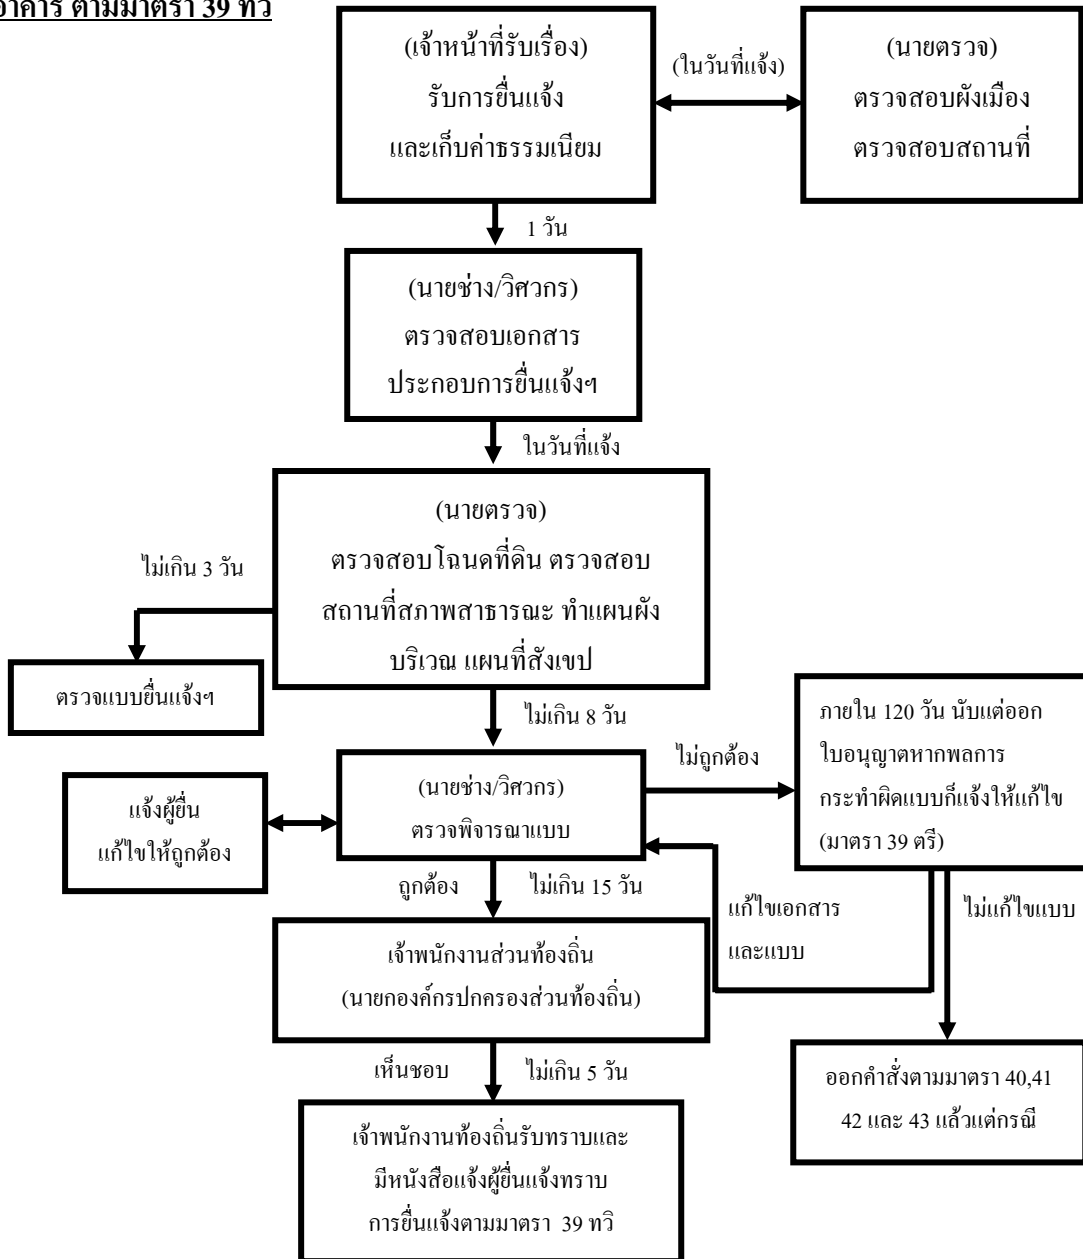 อาคาร ตามมาตรา 39 ทวิ
(เจ้าหน้าที่รับเรื่อง)
รับการยื่นแจ้ง
และเก็บค่าธรรมเนียม
(ในวันที่แจ้ง)
(นายตรวจ)
ตรวจสอบผังเมือง
ตรวจสอบสถานที่
1 วัน
(นายช่าง/วิศวกร)
ตรวจสอบเอกสาร
ประกอบการยื่นแจ้งฯ
ในวันที่แจ้ง
(นายตรวจ)
ตรวจสอบโฉนดที่ดิน ตรวจสอบ
สถานที่สภาพสาธารณะ ทำแผนผัง
บริเวณ แผนที่สังเขป
ไม่เกิน 3 วัน
ตรวจแบบยื่นแจ้งฯ
ไม่เกิน 8 วัน
(นายช่าง/วิศวกร)
ตรวจพิจารณาแบบ
แจ้งผู้ยื่น
แก้ไขให้ถูกต้อง
ไม่ถูกต้อง
ภายใน 120 วัน นับแต่ออก
ใบอนุญาตหากพลการ
กระทำผิดแบบก็แจ้งให้แก้ไข
(มาตรา 39 ตรี)
ถูกต้อง
ไม่เกิน 15 วัน
แก้ไขเอกสาร
และแบบ
ไม่แก้ไขแบบ
เจ้าพนักงานส่วนท้องถิ่น
(นายกองค์กรปกครองส่วนท้องถิ่น)
เห็นชอบ
ไม่เกิน 5 วัน
ออกคำสั่งตามมาตรา 40,41
42 และ 43 แล้วแต่กรณี
เจ้าพนักงานท้องถิ่นรับทราบและ
มีหนังสือแจ้งผู้ยื่นแจ้งทราบ
การยื่นแจ้งตามมาตรา 39 ทวิ